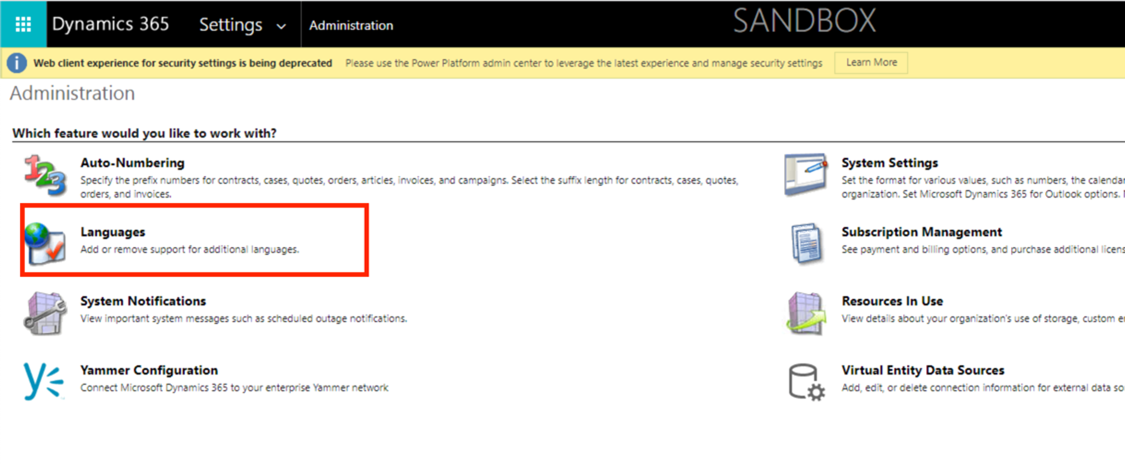 Dynamics 365 Settings Administration SANDBOX
Web client experience for security settings is being deprecated Please use the Power Platform admin center to leverage the latest experience and manage security settings Learn More
Administration
Which feature would you like to work with?
Auto-Numbering
Specify the prefix numbers for contracts, cases, quotes, orders, articles, invoices, and campaigns. Select the suffix length for contracts, cases, quotes,
orders, and invoices.
System Settings
Set the format for various values, such as numbers, the calendar
organization. Set Microsoft Dynamics 365 for Outlook options.
Languages
Add or remove support for additional languages.
Subscription Management
See payment and billing options, and purchase additional
System Notifications
View important system messages such as scheduled outage notifications.
Resources In Use
View details about your organization's use of storage, custom
Yammer Configuration
Connect Microsoft Dynamics 365 to your enterprise Yammer network
Virtual Entity Data Sources
Add, edit, or delete connection information for external data